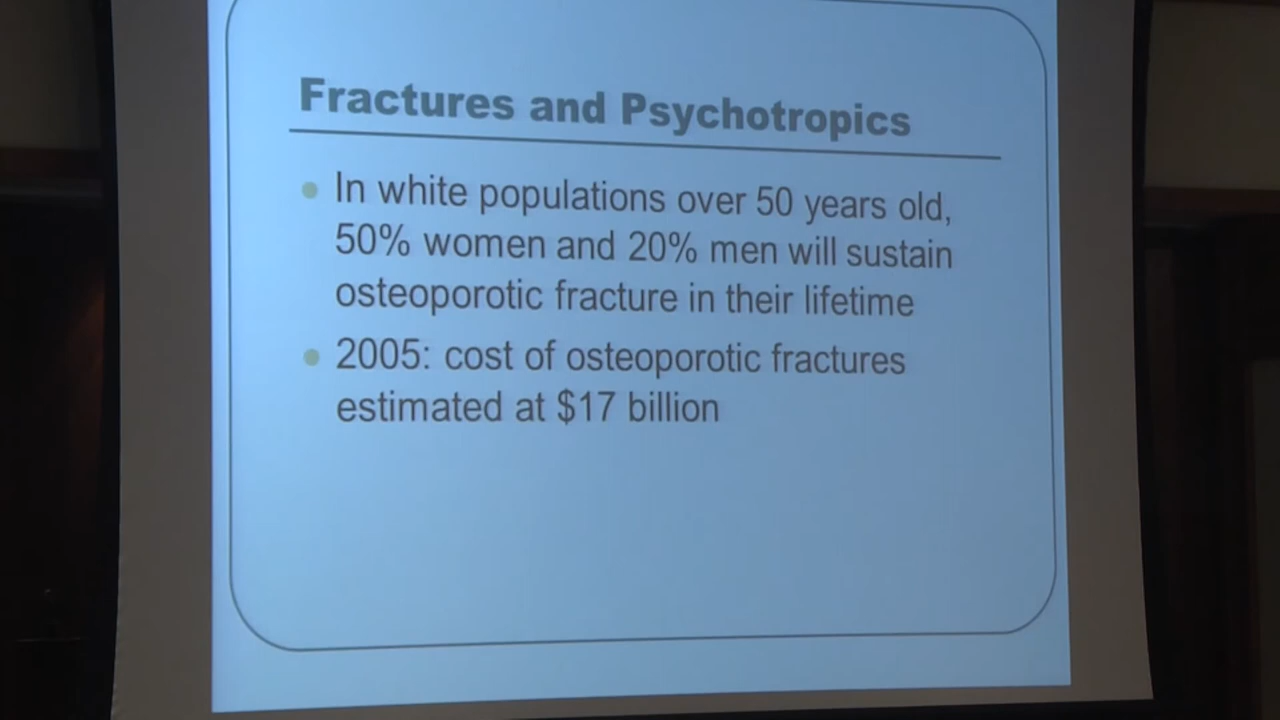 Fractures and Psychotropics
In white populations over 50 years old,
50% women and 20% men will sustain
osteoporotic fracture in their lifetime
2005: cost of osteoporotic fractures
estimated at $17 billion